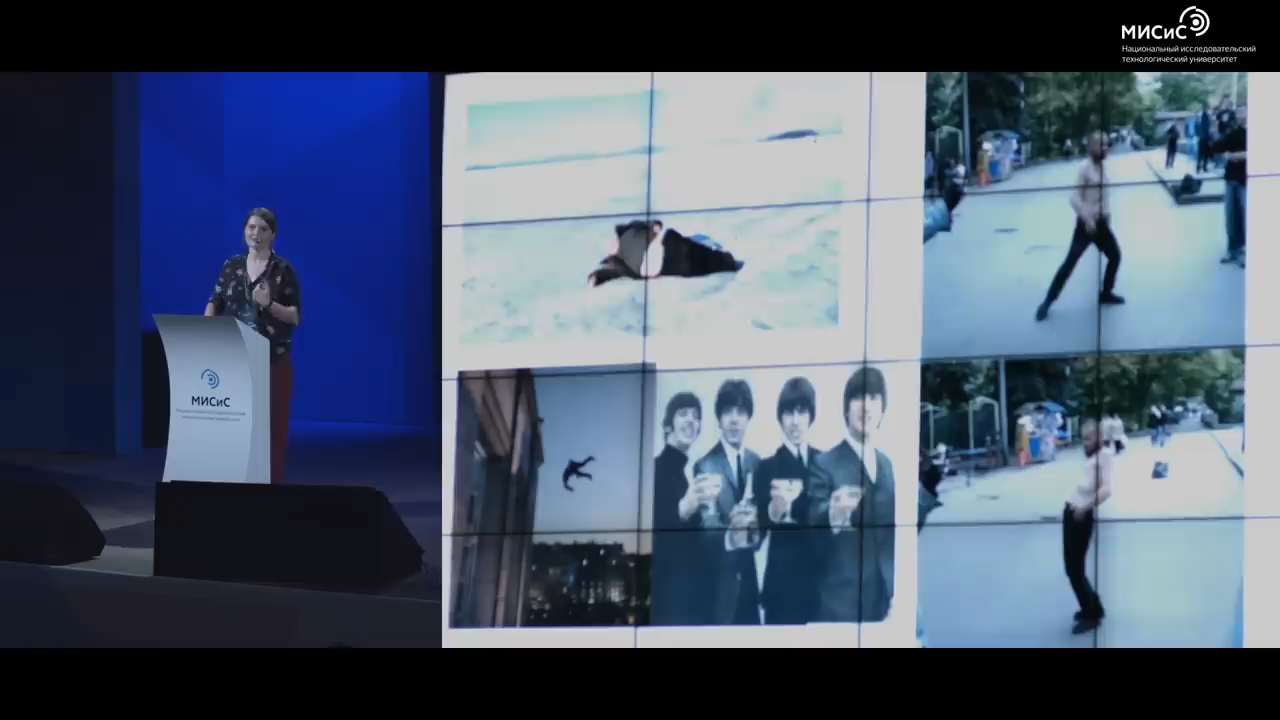 МИСиС
Национальный исследовательский
технологический университет
МИСиС